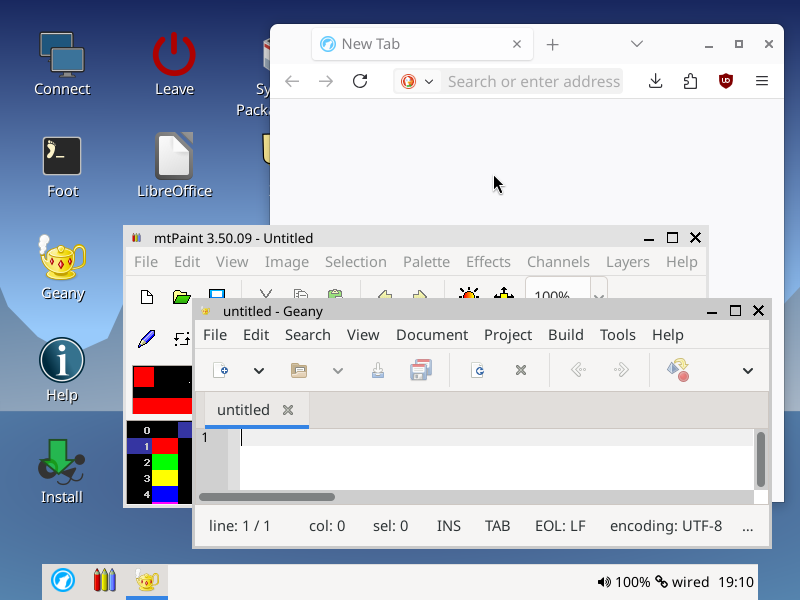 Connect
Leave
Sy
Packa
Foot
LibreOffice
Geany
Help
Install
New Tab
Search or enter address
mtPaint 3.50.09 - Untitled
File Edit View Image Selection Palette Effects Channels Layers Help
100%
0
1
2
3
4
untitled - Geany
File Edit Search View Document Project Build Tools Help
untitled
1
line: 1 / 1 col: 0 sel: 0 INS TAB EOL: LF encoding: UTF-8 ...
100% wired 19:10